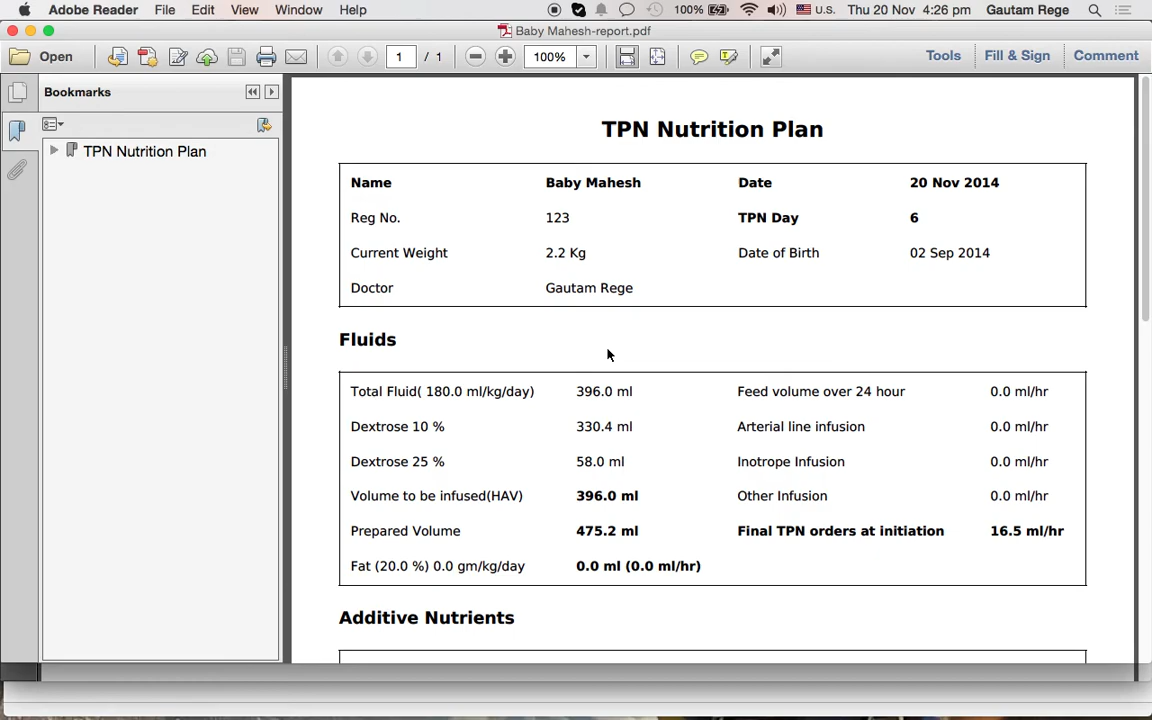 Adobe Reader File Edit View Window Help 100% U.S. Thu 20 Nov 4:26 pm Gautam Rege
Baby Mahesh-report.pdf
Open 1 / 1 100% Tools Fill & Sign Comment
Bookmarks
TPN Nutrition Plan
TPN Nutrition Plan
Name Baby Mahesh Date 20 Nov 2014
Reg No. 123 TPN Day 6
Current Weight 2.2 Kg Date of Birth 02 Sep 2014
Doctor Gautam Rege
Fluids
Total Fluid( 180.0 ml/kg/day) 396.0 ml Feed volume over 24 hour 0.0 ml/hr
Dextrose 10 % 330.4 ml Arterial line infusion 0.0 ml/hr
Dextrose 25 % 58.0 ml Inotrope Infusion 0.0 ml/hr
Volume to be infused(HAV) 396.0 ml Other Infusion 0.0 ml/hr
Prepared Volume 475.2 ml Final TPN orders at initiation 16.5 ml/hr
Fat (20.0 %) 0.0 gm/kg/day 0.0 ml (0.0 ml/hr)
Additive Nutrients